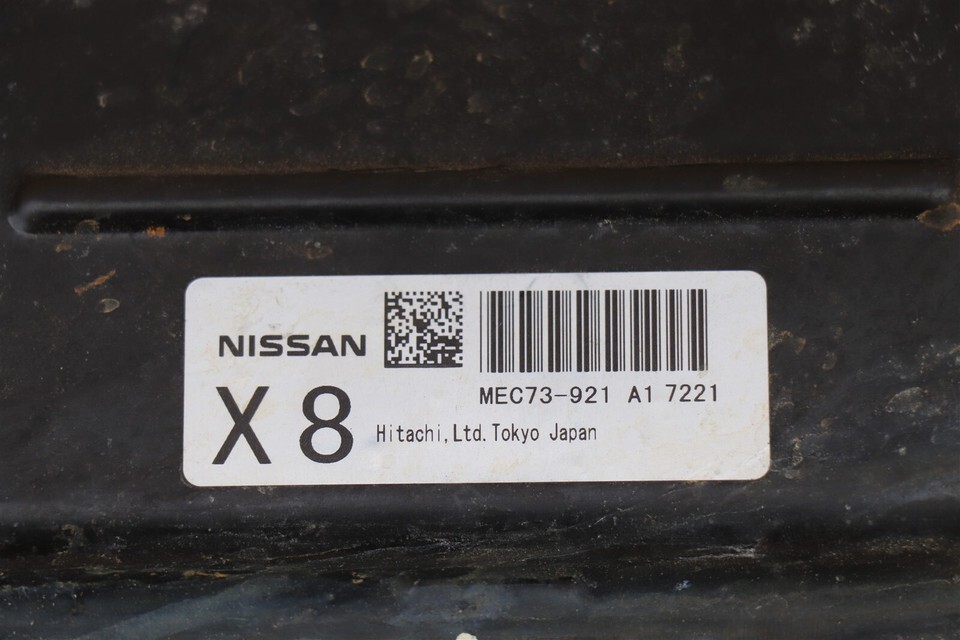 NISSAN
MEC73-921 A1 7221
X 8
Hitachi,Ltd.Tokyo Japan